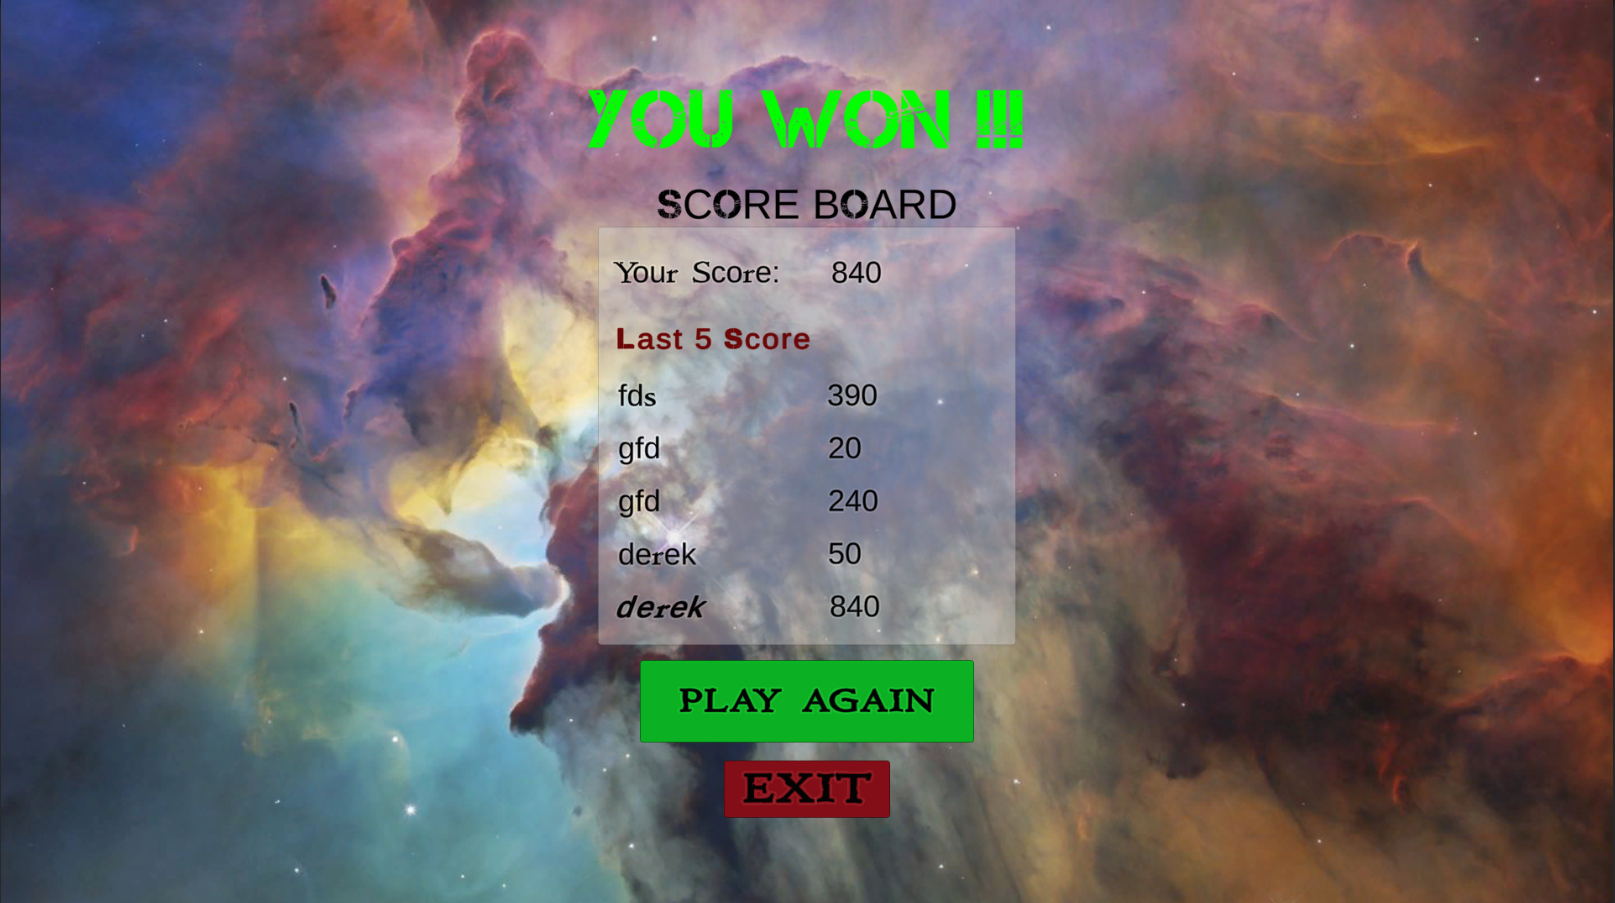 YOU WON !!!
SCORE BOARD
Your Score: 840
Last 5 Score
fds 390
gfd 20
gfd 240
derek 50
derek 840
PLAY AGAIN
EXIT